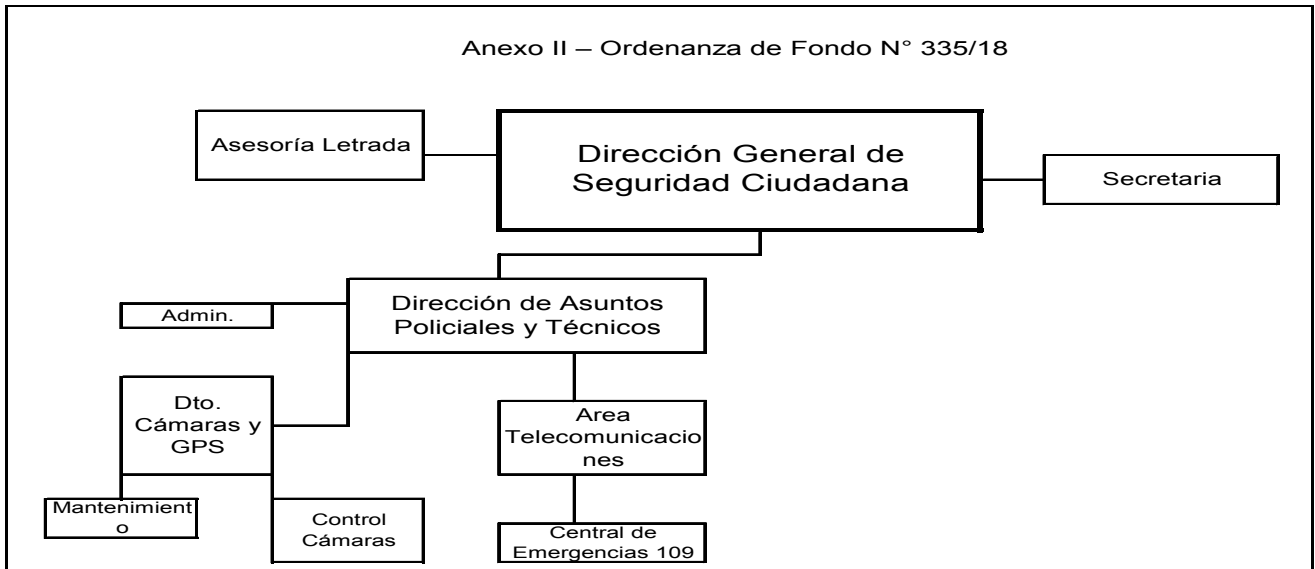 Anexo II – Ordenanza de Fondo N° 335/18
Asesoría Letrada
Dirección General de
Seguridad Ciudadana
Secretaria
Dirección de Asuntos
Policiales y Técnicos
Admin.
Dto.
Cámaras y
GPS
Area
Telecomunicacio
nes
Mantenimient
o
Control
Cámaras
Central de
Emergencias 109